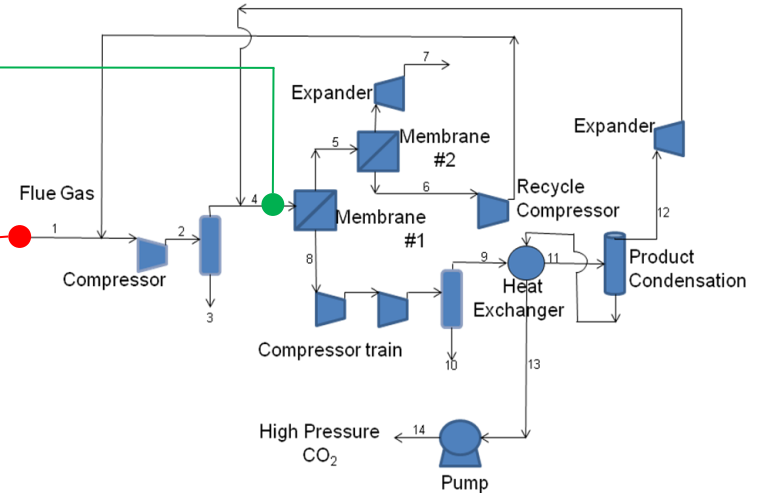 7
Expander
Membrane
#2
5
Expander
Flue Gas
6
Recycle
Compressor
4
12
1
2
Membrane
#1
8
9
11
Product
Condensation
Compressor
Heat
Exchanger
3
Compressor train
10
13
High Pressure
CO2
14
Pump